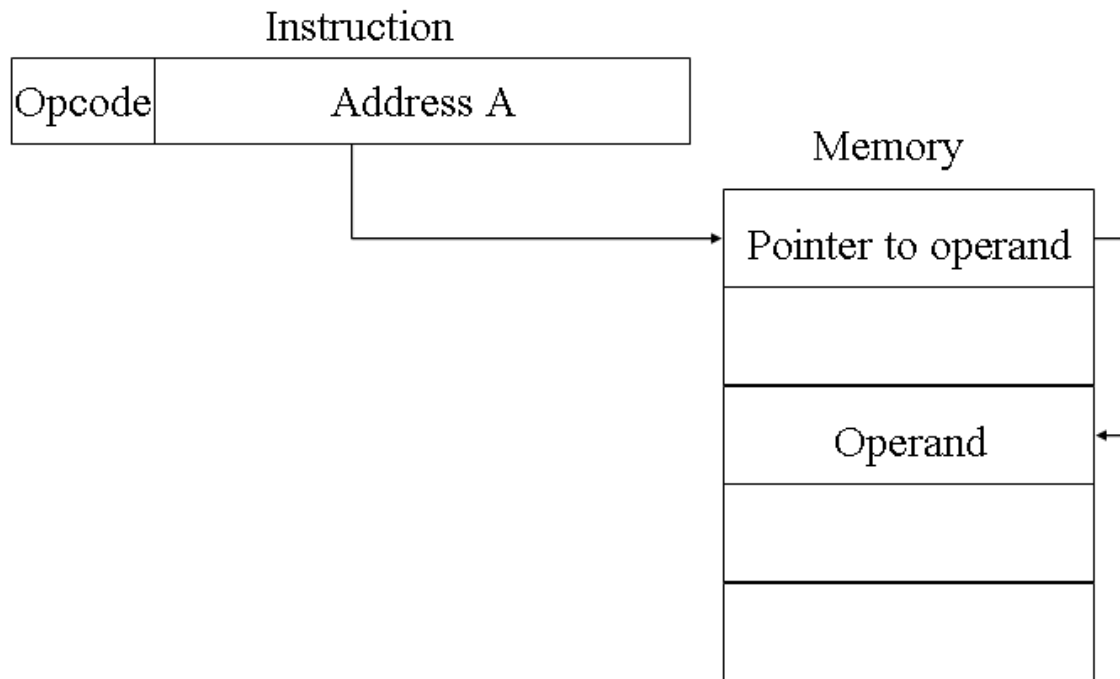 Instruction
Opcode
Address A
Memory
Pointer to operand
Operand